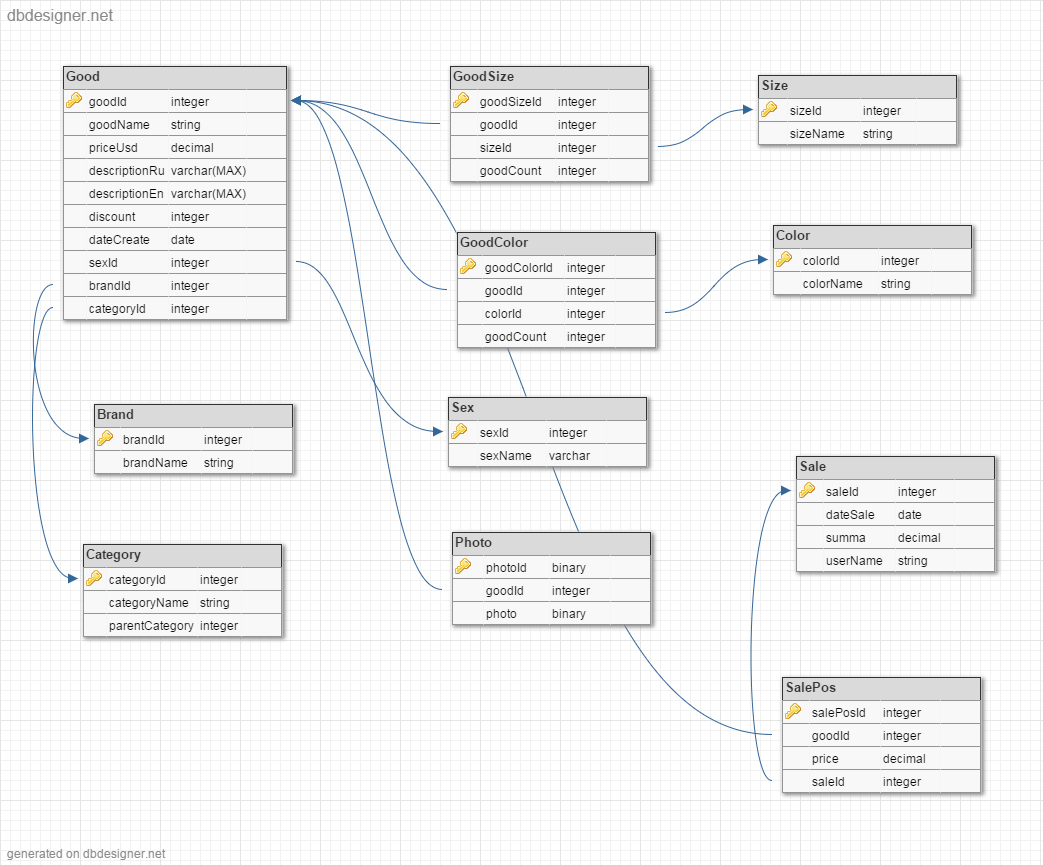 dbdesigner.net
Good
goodId integer
goodName string
priceUsd decimal
descriptionRu varchar(MAX)
descriptionEn varchar(MAX)
discount integer
dateCreate date
sexId integer
brandId integer
categoryId integer
GoodSize
goodSizeId integer
goodId integer
sizeId integer
goodCount integer
Size
sizeId integer
sizeName string
GoodColor
goodColorId integer
goodId integer
colorId integer
goodCount integer
Color
colorId integer
colorName string
Brand
brandId integer
brandName string
Sex
sexId integer
sexName varchar
Sale
saleId integer
dateSale date
summa decimal
userName string
Category
categoryId integer
categoryName string
parentCategory integer
Photo
photoId binary
goodId integer
photo binary
SalePos
salePosId integer
goodId integer
price decimal
saleId integer
generated on dbdesigner.net